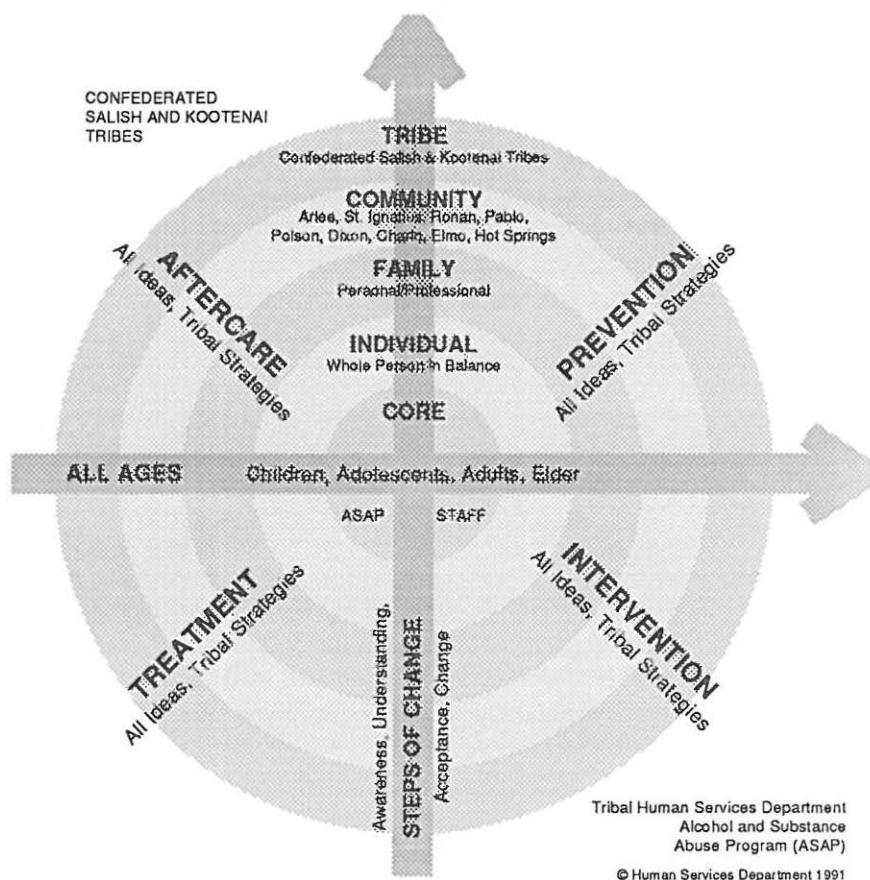 CONFEDERATED
SALISH AND KOOTENAI
TRIBES
TRIBE
Confederated Salish & Kootenai Tribes
COMMUNITY
Arlee, St. Ignatius, Ronan, Pablo,
Polson, Dixon, Charlo, Elmo, Hot Springs
FAMILY
Personal/Professional
INDIVIDUAL
Whole Person in Balance
CORE
AFTERCARE
All Ideas, Tribal Strategies
PREVENTION
All Ideas, Tribal Strategies
ALL AGES Children, Adolescents, Adults, Elder
ASAP STAFF
TREATMENT
All Ideas, Tribal Strategies
Awareness, Understanding,
STEPS OF CHANGE
Acceptance, Change
INTERVENTION
All Ideas, Tribal Strategies
Tribal Human Services Department
Alcohol and Substance
Abuse Program (ASAP)
© Human Services Department 1991